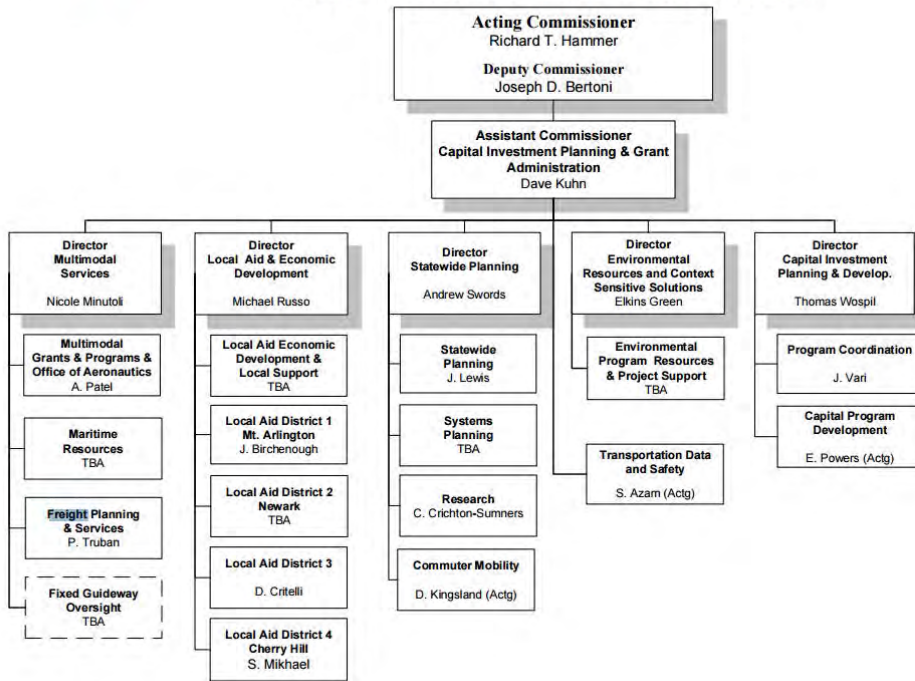 Acting Commissioner
Richard T. Hammer
Deputy Commissioner
Joseph D. Bertoni
Assistant Commissioner
Capital Investment Planning & Grant
Administration
Dave Kuhn
Director
Multimodal
Services
Nicole Minutoli
Multimodal
Grants & Programs &
Office of Aeronautics
A. Patel
Maritime
Resources
TBA
Freight Planning
& Services
P. Truban
Fixed Guideway
Oversight
TBA
Director
Local Aid & Economic
Development
Michael Russo
Local Aid Economic
Development &
Local Support
TBA
Local Aid District 1
Mt. Arlington
J. Birchenough
Local Aid District 2
Newark
TBA
Local Aid District 3
D. Critelli
Local Aid District 4
Cherry Hill
S. Mikhael
Director
Statewide Planning
Andrew Swords
Statewide
Planning
J. Lewis
Systems
Planning
TBA
Research
C. Crichton-Sumners
Commuter Mobility
D. Kingsland (Actg)
Director
Environmental
Resources and Context
Sensitive Solutions
Elkins Green
Environmental
Program Resources
& Project Support
TBA
Transportation Data
and Safety
S. Azam (Actg)
Director
Capital Investment
Planning & Develop.
Thomas Wospil
Program Coordination
J. Vari
Capital Program
Development
E. Powers (Actg)